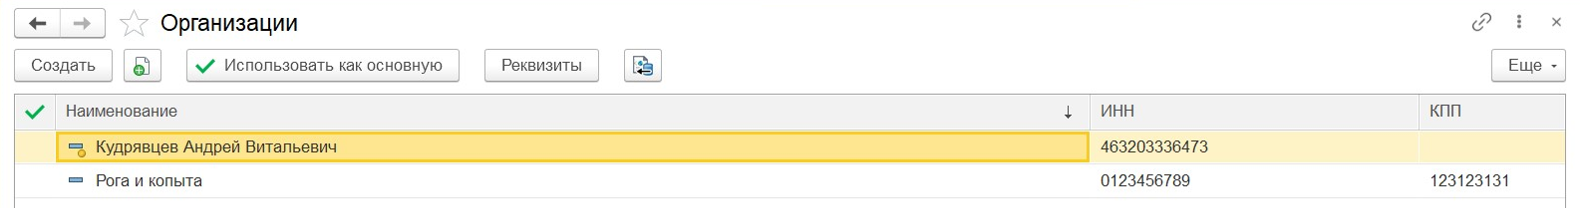 Организации
Создать Использовать как основную Реквизиты Еще
Наименование ИНН КПП
Кудрявцев Андрей Витальевич 463203336473
Рога и копыта 0123456789 123123131